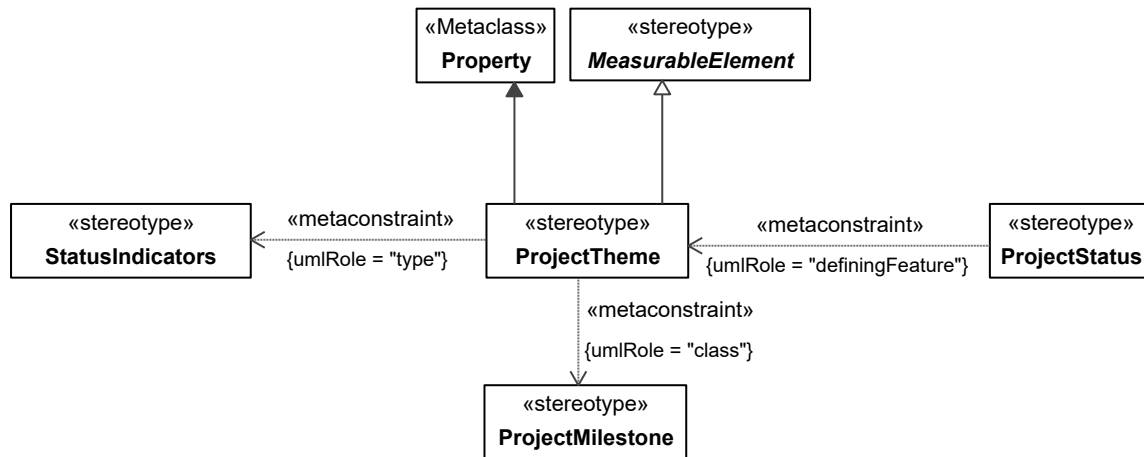 «Metaclass»
Property
«stereotype»
MeasurableElement
«stereotype»
StatusIndicators
«metaconstraint»
{umlRole = "type"}
«stereotype»
ProjectTheme
«metaconstraint»
{umlRole = "definingFeature"}
«stereotype»
ProjectStatus
«metaconstraint»
{umlRole = "class"}
«stereotype»
ProjectMilestone